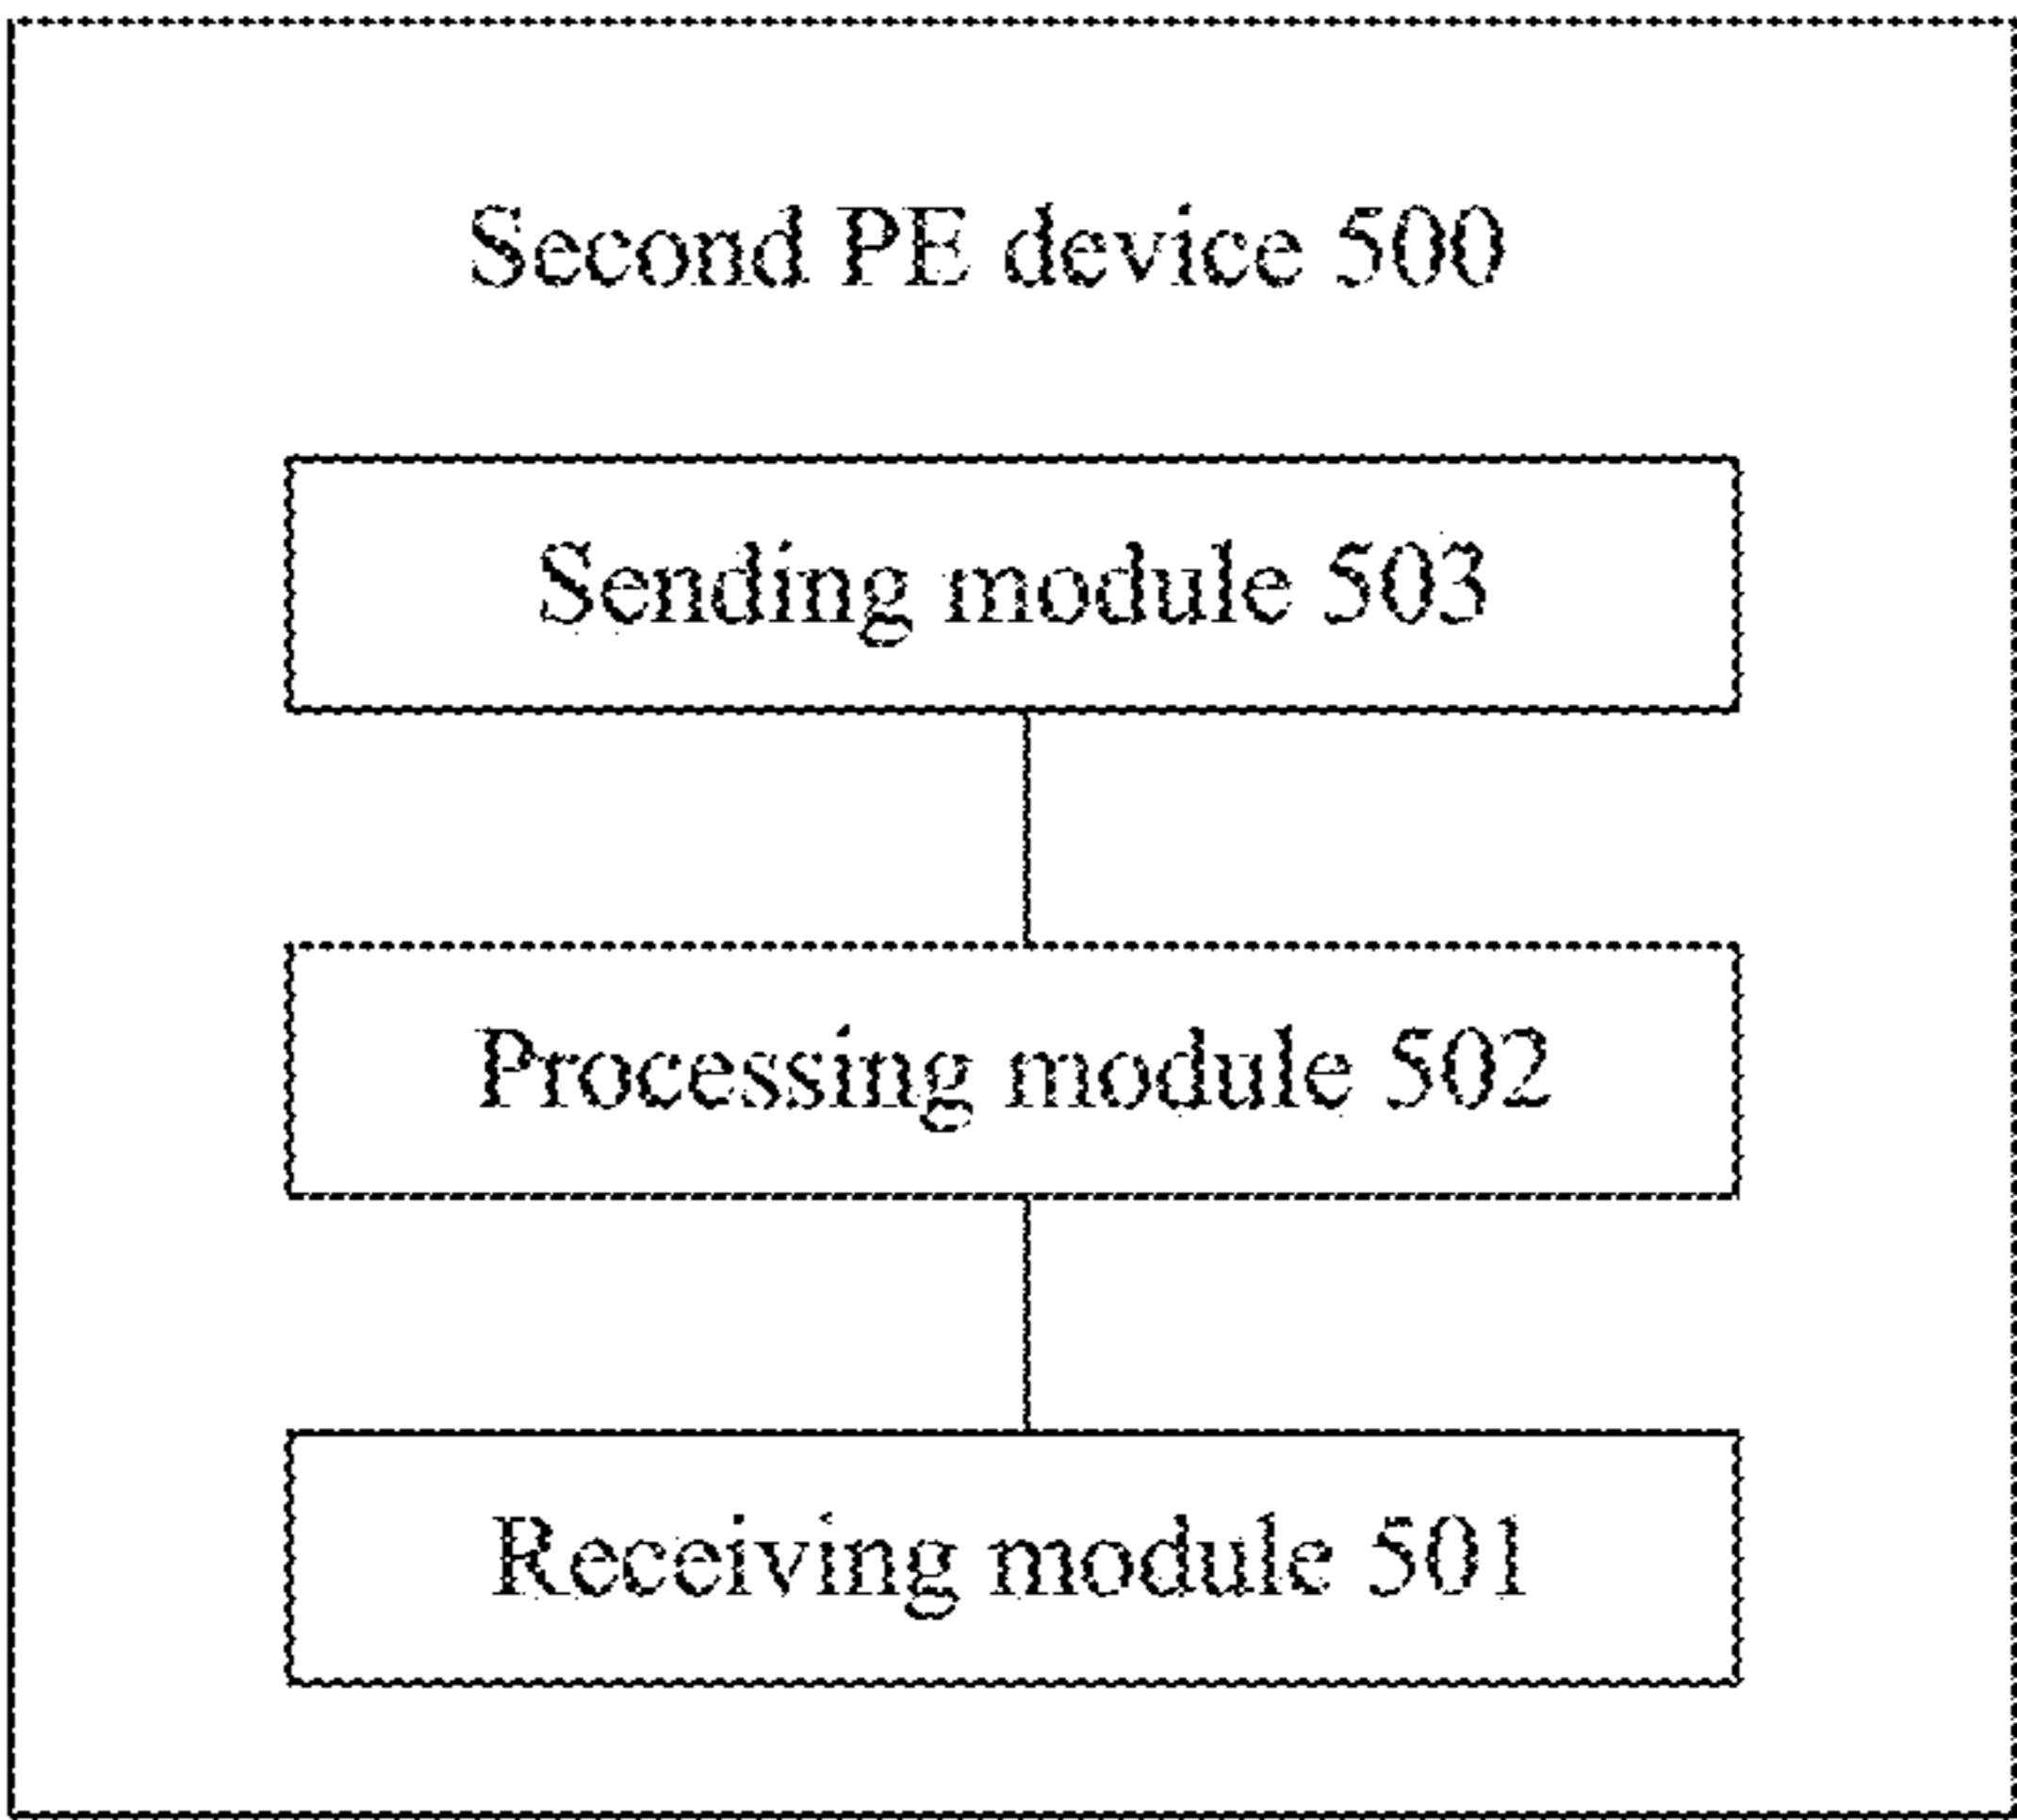 Second PE device 500
Sending module 503
Processing module 502
Receiving module 501